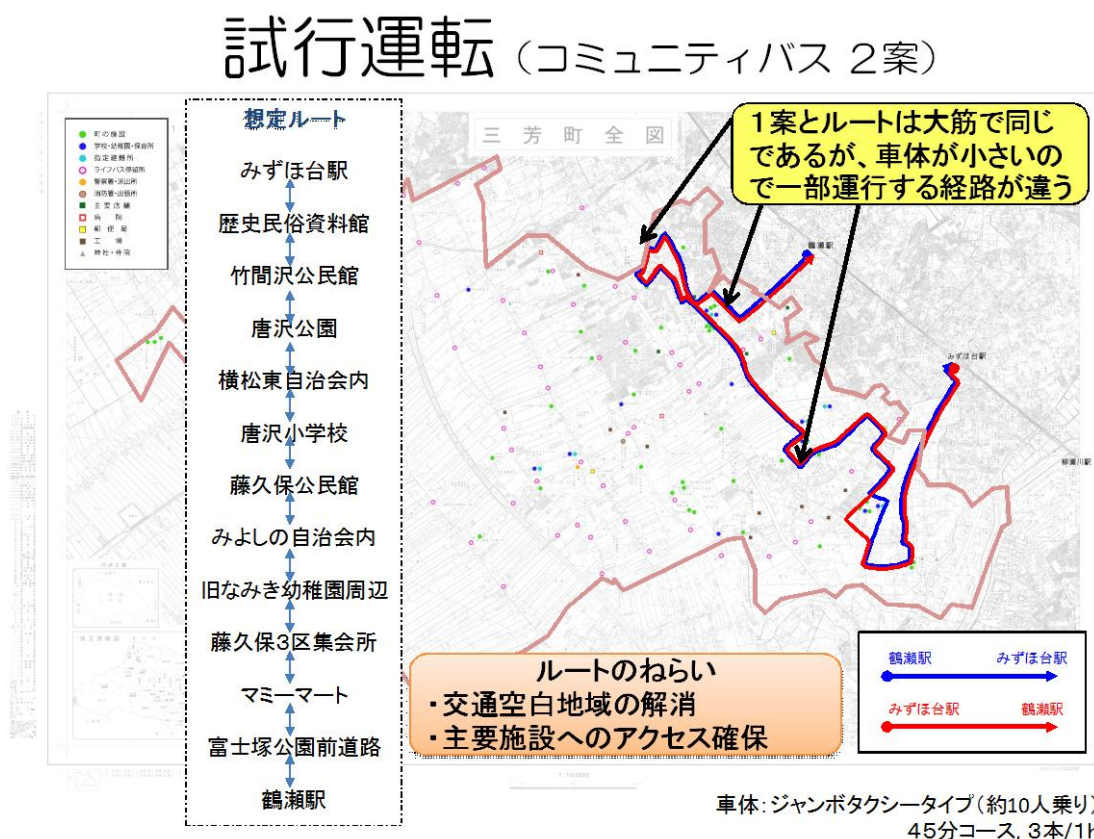 試行運転（コミュニティバス ２案）
想定ルート
みずほ台駅
歴史民俗資料館
竹間沢公民館
唐沢公園
横松東自治会内
唐沢小学校
藤久保公民館
みよしの自治会内
旧なみき幼稚園周辺
藤久保３区集会所
マミーマート
富士塚公園前道路
鶴瀬駅
町の施設
学校・幼稚園・保育所
指定避難所
ライフバス停留所
警察署・派出所
消防署・出張所
主要店舗
病院
郵便局
工場
神社・寺院
三芳町全図
１案とルートは大筋で同じ
であるが、車体が小さいの
で一部運行する経路が違う
鶴瀬駅
みずほ台駅
柳瀬川駅
ルートのねらい
・交通空白地域の解消
・主要施設へのアクセス確保
鶴瀬駅 みずほ台駅
みずほ台駅 鶴瀬駅
1:10,000
車体：ジャンボタクシータイプ（約10人乗り）
４５分コース，３本/1h